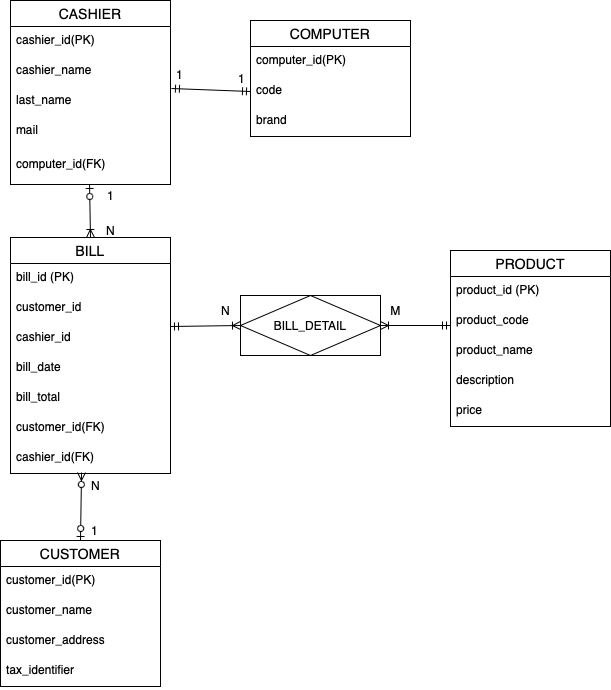 CASHIER
cashier_id(PK)
cashier_name
last_name
mail
computer_id(FK)
COMPUTER
computer_id(PK)
code
brand
1
1
1
N
BILL
bill_id (PK)
customer_id
cashier_id
bill_date
bill_total
customer_id(FK)
cashier_id(FK)
N
BILL_DETAIL
M
PRODUCT
product_id (PK)
product_code
product_name
description
price
N
1
CUSTOMER
customer_id(PK)
customer_name
customer_address
tax_identifier